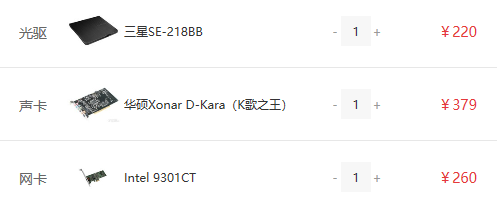 光驱 三星SE-218BB - 1 + ¥220
声卡 华硕Xonar D-Kara（K歌之王） - 1 + ¥379
网卡 Intel 9301CT - 1 + ¥260